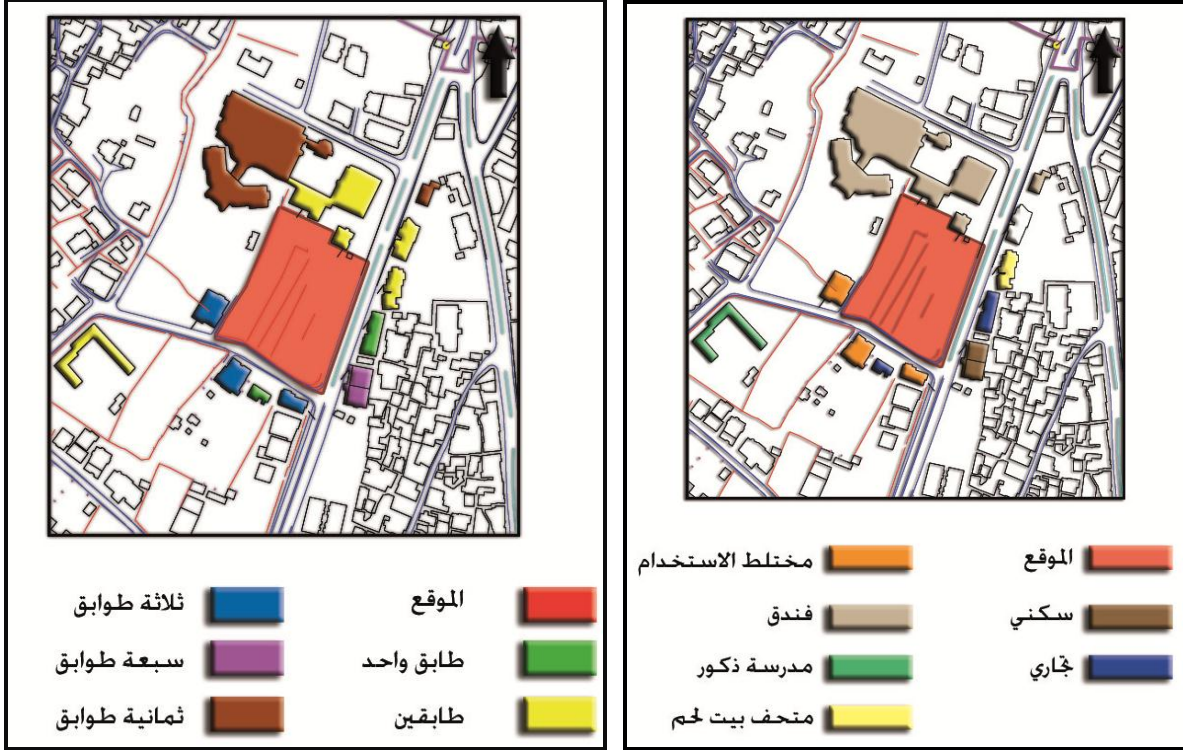 الموقع
ثلاثة طوابق
طابق واحد
سبعة طوابق
طابقين
ثمانية طوابق
الموقع
مختلط الاستخدام
سكني
فندق
تجاري
مدرسة ذكور
متحف بيت لحم